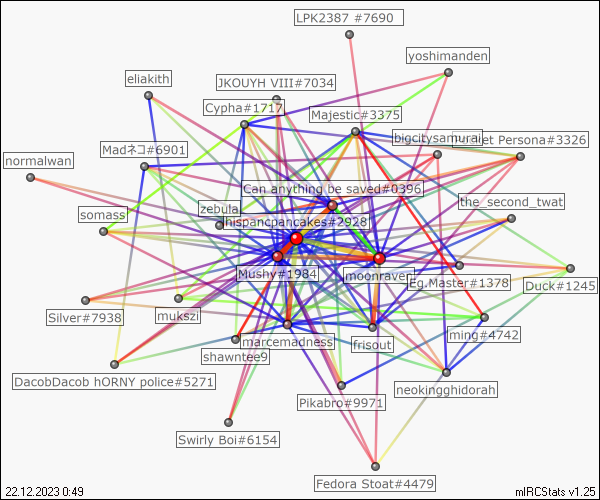 LPK2387 #7690
yoshimanden
eliakith
JKOUYH VIII#7034
Cypha#1717
Majestic#3375
bigcitysamurai
Persona#3326
Madネコ#6901
normalwan
Can anything be saved#0396
the_second_twat
zebula
somass
hispancpancakes#2928
Mushy#1984
moonraven
Eg.Master#1378
Duck#1245
Silver#7938
mukszi
ming#4742
marcemadness
frisout
shawntee9
DacobDacob hORNY police#5271
neokingghidorah
Pikabro#9971
Swirly Boi#6154
Fedora Stoat#4479
22.12.2023 0:49
mIRCStats v1.25